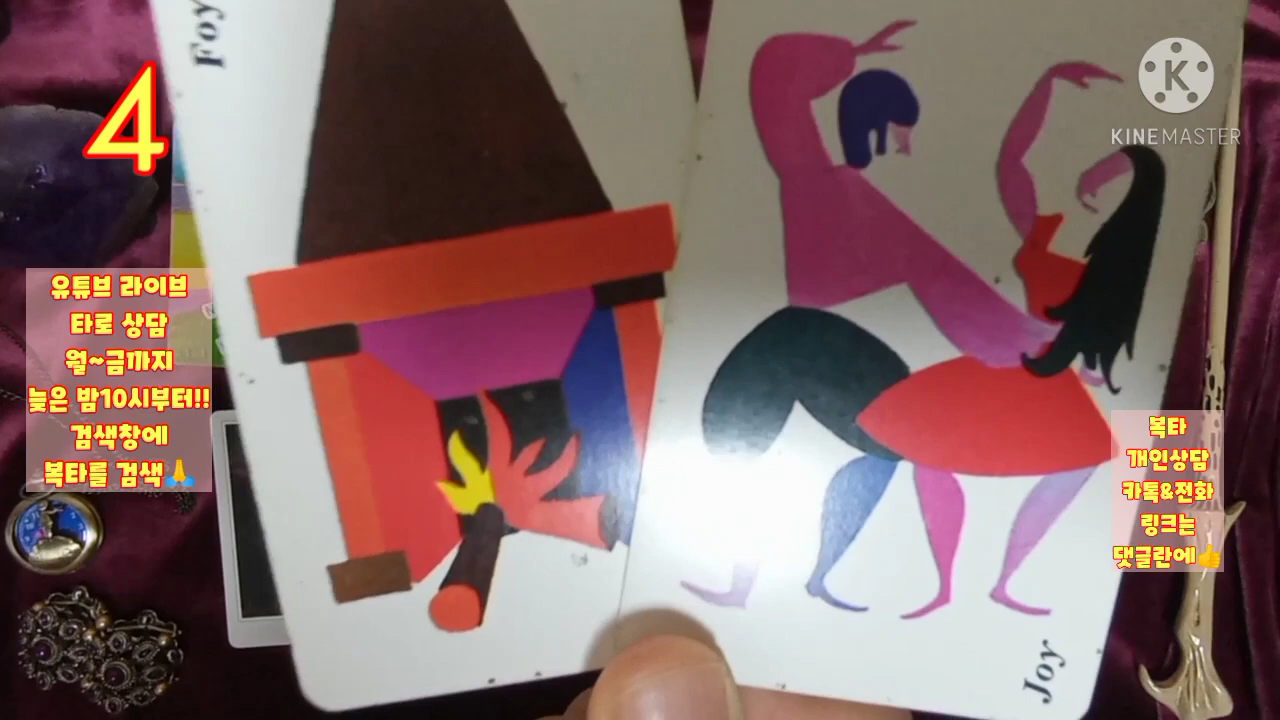 Foy
4
KINEMASTER
유튜브 라이브
타로 상담
월~금까지
늦은 밤10시부터!!
검색창에
복타를 검색🙏
복타
개인상담
카톡&전화
링크는
댓글란에👍
Joy